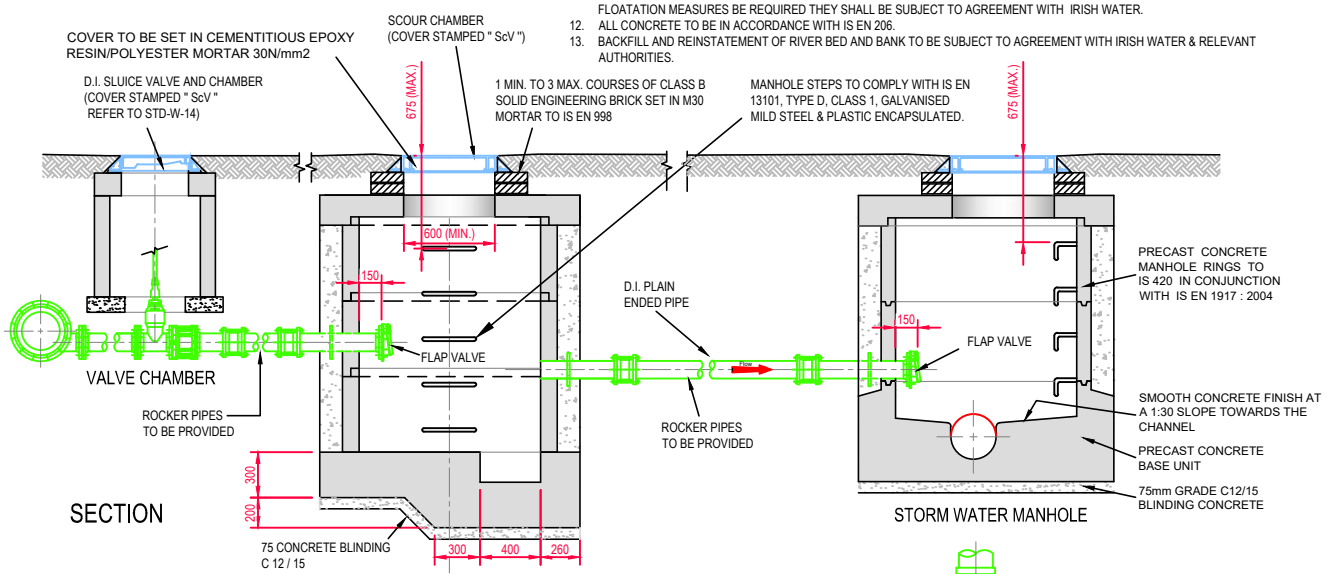 FLOATATION MEASURES BE REQUIRED THEY SHALL BE SUBJECT TO AGREEMENT WITH IRISH WATER.
12. ALL CONCRETE TO BE IN ACCORDANCE WITH IS EN 206.
13. BACKFILL AND REINSTATEMENT OF RIVER BED AND BANK TO BE SUBJECT TO AGREEMENT WITH IRISH WATER & RELEVANT
AUTHORITIES.
COVER TO BE SET IN CEMENTITIOUS EPOXY
RESIN/POLYESTER MORTAR 30N/mm2
SCOUR CHAMBER
(COVER STAMPED " ScV ")
D.I. SLUICE VALVE AND CHAMBER
(COVER STAMPED " ScV "
REFER TO STD-W-14)
675 (MAX.)
1 MIN. TO 3 MAX. COURSES OF CLASS B
SOLID ENGINEERING BRICK SET IN M30
MORTAR TO IS EN 998
MANHOLE STEPS TO COMPLY WITH IS EN
13101, TYPE D, CLASS 1, GALVANISED
MILD STEEL & PLASTIC ENCAPSULATED.
675 (MAX.)
600 (MIN.)
150
FLAP VALVE
VALVE CHAMBER
ROCKER PIPES
TO BE PROVIDED
D.I. PLAIN
ENDED PIPE
Flow
ROCKER PIPES
TO BE PROVIDED
150
FLAP VALVE
PRECAST CONCRETE
MANHOLE RINGS TO
IS 420 IN CONJUNCTION
WITH IS EN 1917 : 2004
SMOOTH CONCRETE FINISH AT
A 1:30 SLOPE TOWARDS THE
CHANNEL
PRECAST CONCRETE
BASE UNIT
75mm GRADE C12/15
BLINDING CONCRETE
300
200
SECTION
75 CONCRETE BLINDING
C 12 / 15
300
400
260
STORM WATER MANHOLE